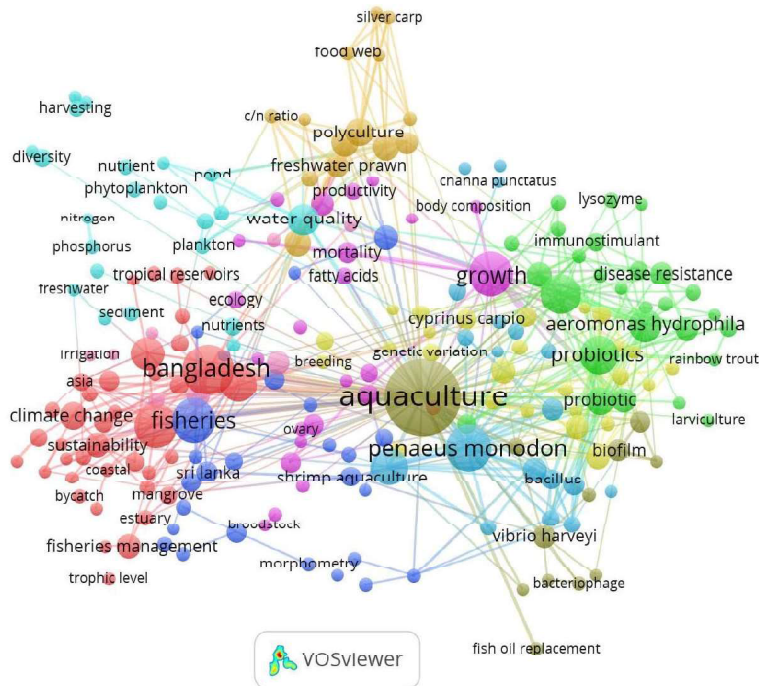 silver carp
food web
harvesting
c/n ratio
polyculture
diversity
nutrient
pond
freshwater prawn
phytoplankton
productivity
channa punctatus
lysozyme
body composition
nitrogen
water quality
immunostimulant
phosphorus
plankton
mortality
tropical reservoirs
fatty acids
growth
disease resistance
freshwater
ecology
sediment
cyprinus carpio
aeromonas hydrophila
nutrients
irrigation
breeding
genetic variation
probiotics
rainbow trout
bangladesh
asia
aquaculture
probiotic
climate change
fisheries
larviculture
sustainability
ovary
penaeus monodon
biofilm
coastal
sri lanka
shrimp aquaculture
bacillus
bycatch
mangrove
estuary
broodstock
vibrio harveyi
fisheries management
morphometry
trophic level
bacteriophage
fish oil replacement
VOSviewer